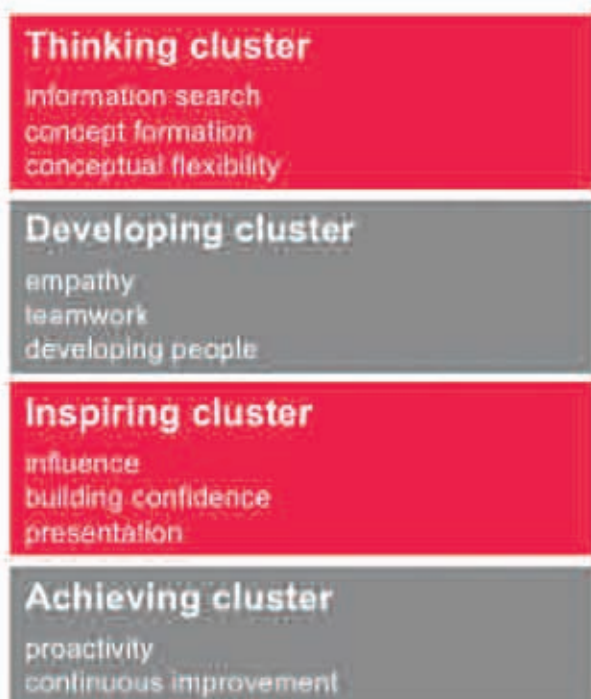 Thinking cluster
information search
concept formation
conceptual flexibility
Developing cluster
empathy
teamwork
developing people
Inspiring cluster
influence
building confidence
presentation
Achieving cluster
proactivity
continuous improvement